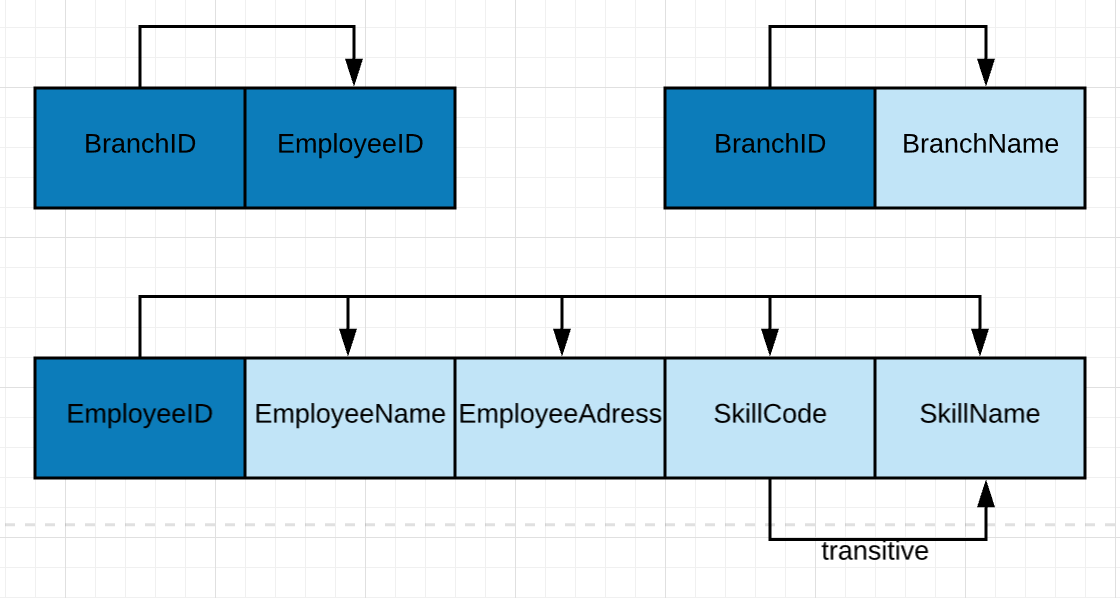 BranchID
EmployeeID
BranchID
BranchName
EmployeeID
EmployeeName
EmployeeAdress
SkillCode
SkillName
transitive